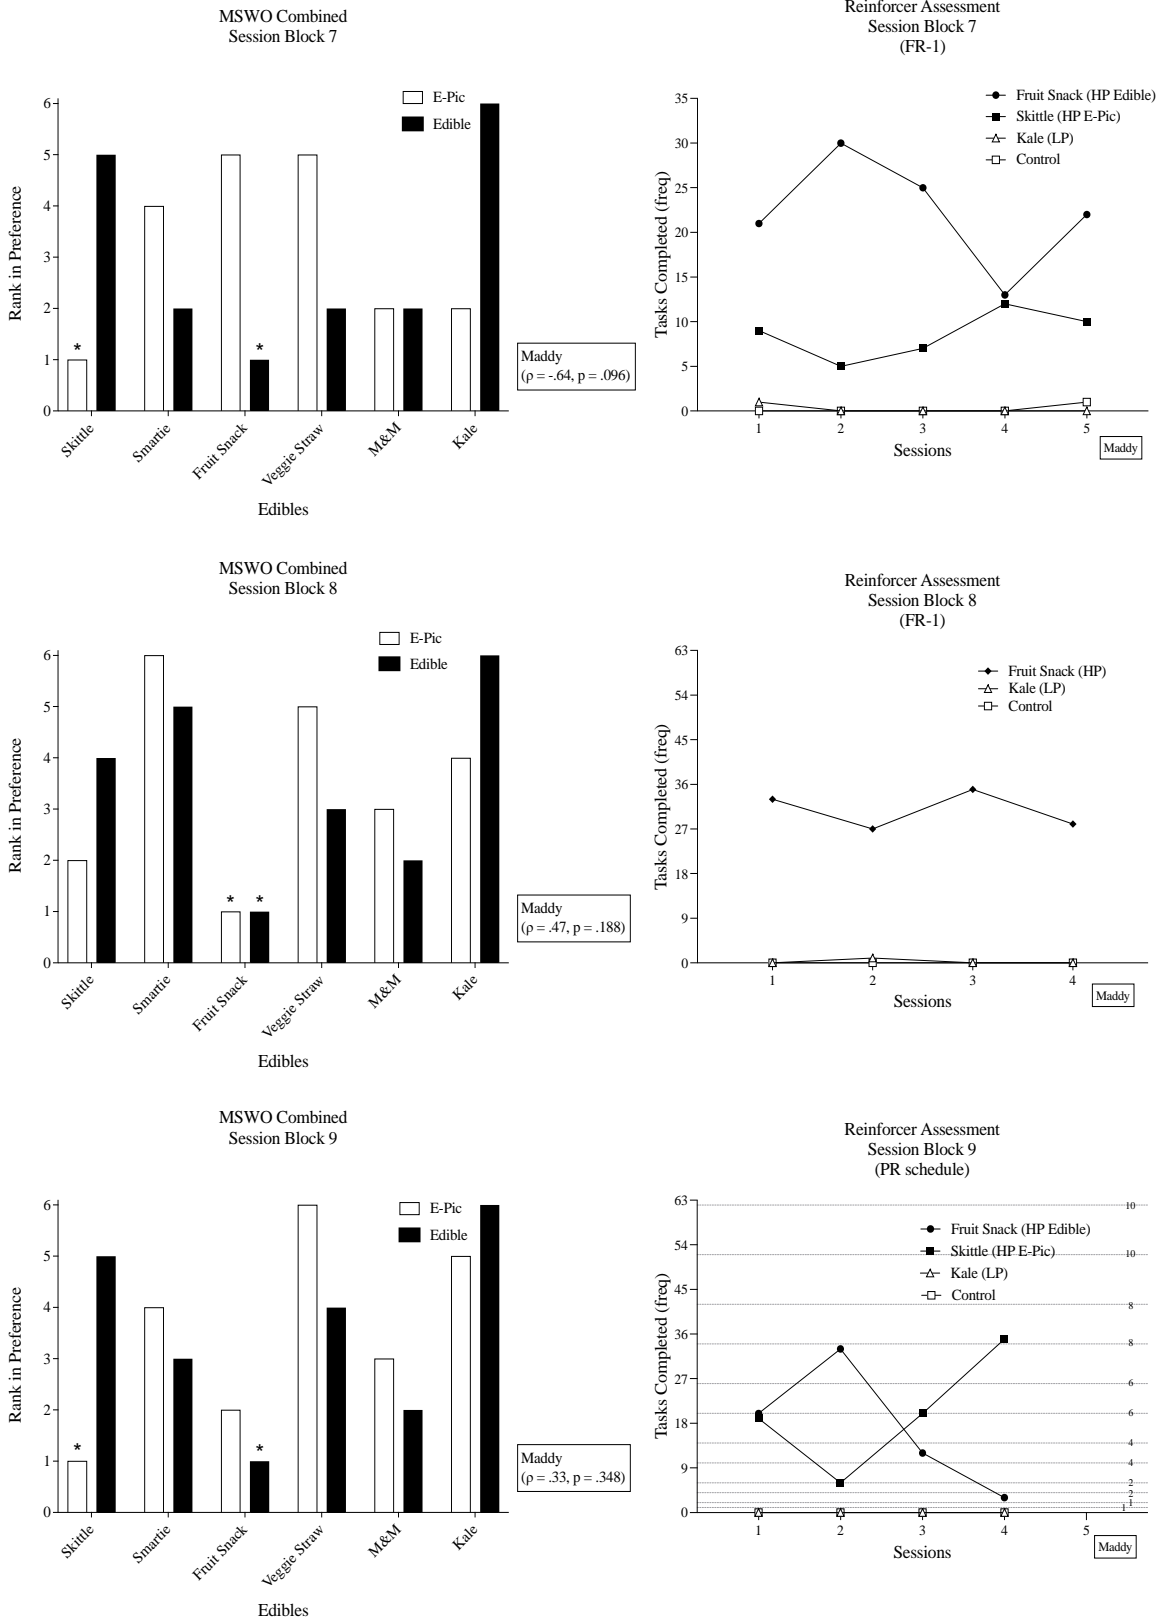 MSWO Combined
Session Block 7
E-Pic
Edible
Rank in Preference
6
5
4
3
2
1
0
*
*
Skittle
Smartie
Fruit Snack
Veggie Straw
M&M
Kale
Edibles
Maddy
(ρ = -.64, p = .096)
Reinforcer Assessment
Session Block 7
(FR-1)
Fruit Snack (HP Edible)
Skittle (HP E-Pic)
Kale (LP)
Control
Tasks Completed (freq)
35
30
25
20
15
10
5
0
1 2 3 4 5
Sessions
Maddy
MSWO Combined
Session Block 8
E-Pic
Edible
Rank in Preference
6
5
4
3
2
1
0
* *
Skittle
Smartie
Fruit Snack
Veggie Straw
M&M
Kale
Edibles
Maddy
(ρ = .47, p = .188)
Reinforcer Assessment
Session Block 8
(FR-1)
Fruit Snack (HP)
Kale (LP)
Control
Tasks Completed (freq)
63
54
45
36
27
18
9
0
1 2 3 4
Sessions
Maddy
MSWO Combined
Session Block 9
E-Pic
Edible
Rank in Preference
6
5
4
3
2
1
0
*
*
Skittle
Smartie
Fruit Snack
Veggie Straw
M&M
Kale
Edibles
Maddy
(ρ = .33, p = .348)
Reinforcer Assessment
Session Block 9
(PR schedule)
Fruit Snack (HP Edible)
Skittle (HP E-Pic)
Kale (LP)
Control
Tasks Completed (freq)
63
54
45
36
27
18
9
0
10
10
8
8
6
6
4
4
2
2
1
1
1 2 3 4 5
Sessions
Maddy